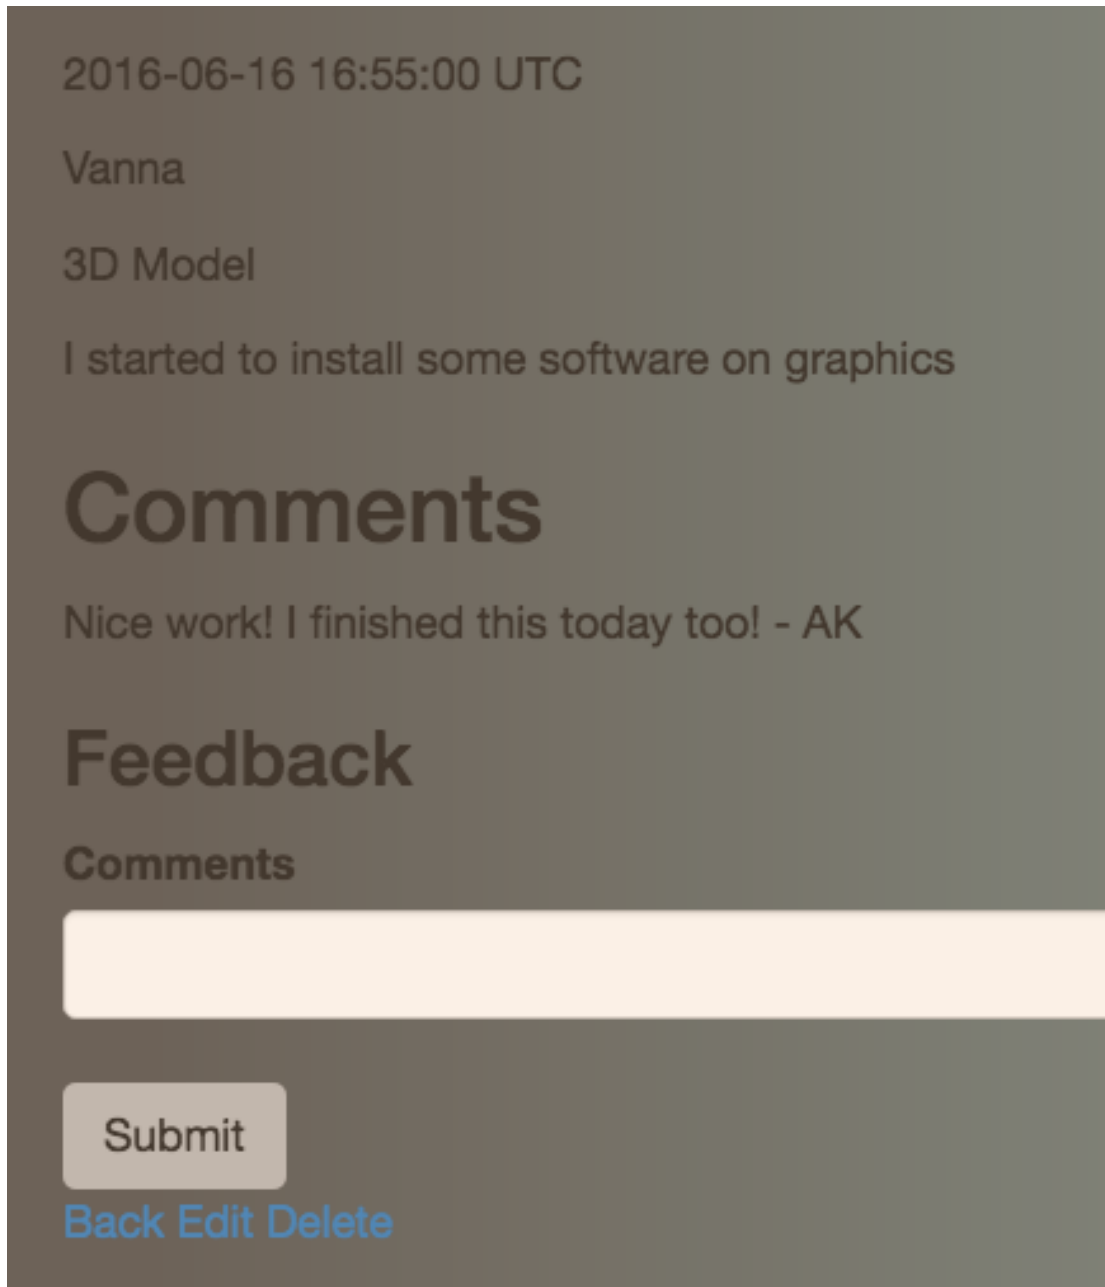 2016-06-16 16:55:00 UTC
Vanna
3D Model
I started to install some software on graphics
Comments
Nice work! I finished this today too! - AK
Feedback
Comments
Submit
Back Edit Delete